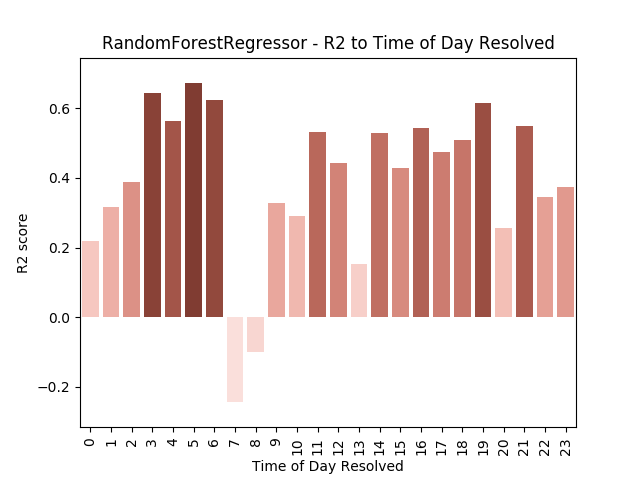 RandomForestRegressor - R2 to Time of Day Resolved
R2 score
0.6
0.4
0.2
0.0
−0.2
0 1 2 3 4 5 6 7 8 9 10 11 12 13 14 15 16 17 18 19 20 21 22 23
Time of Day Resolved